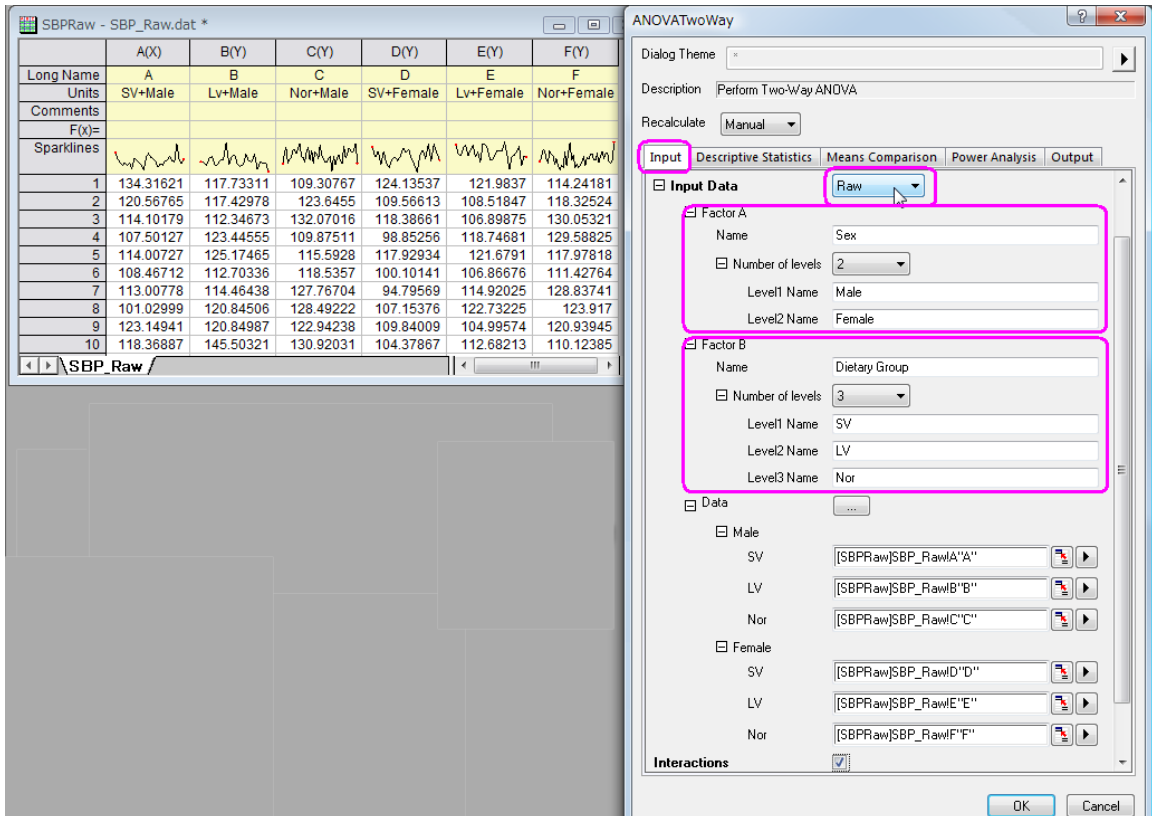 SBPRaw - SBP_Raw.dat *
A(X) B(Y) C(Y) D(Y) E(Y) F(Y)
Long Name A B C D E F
Units SV+Male Lv+Male Nor+Male SV+Female Lv+Female Nor+Female
Comments
F(x)=
Sparklines
1 134.31621 117.73311 109.30767 124.13537 121.9837 114.24181
2 120.56765 117.42978 123.6455 109.56613 108.51847 118.32524
3 114.10179 112.34673 132.07016 118.38661 106.89875 130.05321
4 107.50127 123.44555 109.87511 98.85256 118.74681 129.58825
5 114.00727 125.17465 115.5928 117.92934 121.6791 117.97818
6 108.46712 112.70336 118.5357 100.10141 106.86676 111.42764
7 113.00778 114.46438 127.76704 94.79569 114.92025 128.83741
8 101.02999 120.84506 128.49222 107.15376 122.73225 123.917
9 123.14941 120.84987 122.94238 109.84009 104.99574 120.93945
10 118.36887 145.50321 130.92031 104.37867 112.68213 110.12385
SBP_Raw
ANOVATwoWay
Dialog Theme *
Description Perform Two-Way ANOVA
Recalculate Manual
Input Descriptive Statistics Means Comparison Power Analysis Output
Input Data Raw
Factor A
Name Sex
Number of levels 2
Level1 Name Male
Level2 Name Female
Factor B
Name Dietary Group
Number of levels 3
Level1 Name SV
Level2 Name LV
Level3 Name Nor
Data ...
Male
SV [SBPRaw]SBP_Raw!A"A"
LV [SBPRaw]SBP_Raw!B"B"
Nor [SBPRaw]SBP_Raw!C"C"
Female
SV [SBPRaw]SBP_Raw!D"D"
LV [SBPRaw]SBP_Raw!E"E"
Nor [SBPRaw]SBP_Raw!F"F"
Interactions
OK Cancel